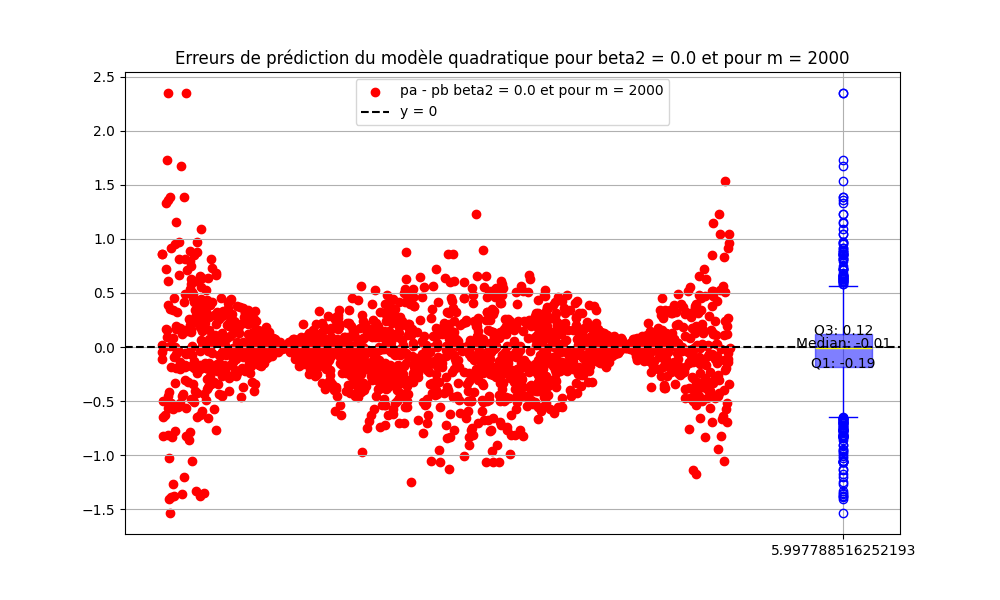 Erreurs de prédiction du modèle quadratique pour beta2 = 0.0 et pour m = 2000
pa - pb beta2 = 0.0 et pour m = 2000
y = 0
2.5
2.0
1.5
1.0
0.5
0.0
−0.5
−1.0
−1.5
Q3: 0.12
Median: -0.01
Q1: -0.19
5.997788516252193